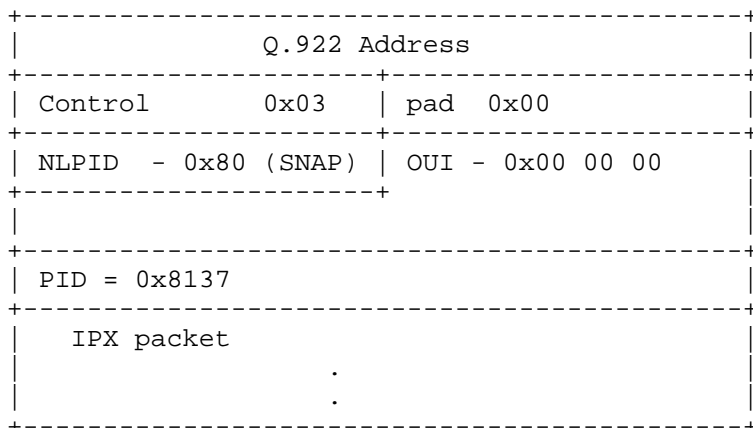 Q.922 Address
Control 0x03 pad 0x00
NLPID - 0x80 (SNAP) OUI - 0x00 00 00
PID = 0x8137
IPX packet
.
.